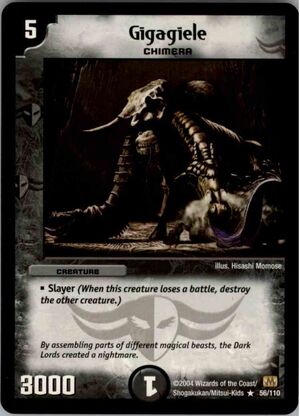 5
Gigagiele
CHIMERA
Illus. Hisashi Momose
CREATURE
▪ Slayer (When this creature loses a battle, destroy
the other creature.)
By assembling parts of different magical beasts, the Dark
Lords created a nightmare.
3000
1
©2004 Wizards of the Coast/
Shogakukan/Mitsui-Kids ★ 56/110